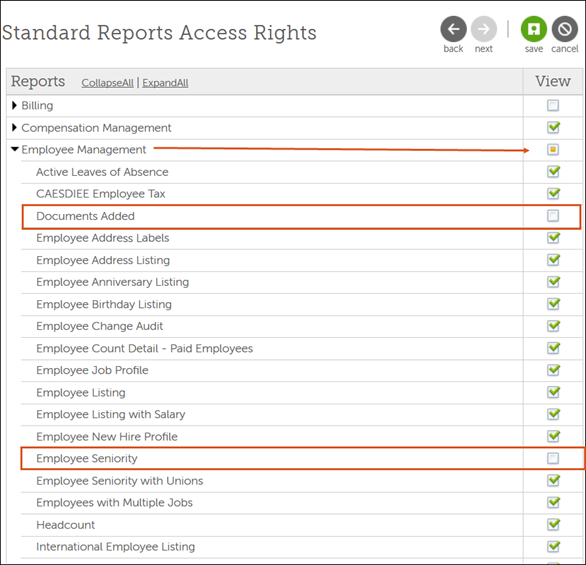 Standard Reports Access Rights
back next save cancel
Reports CollapseAll | ExpandAll View
Billing
Compensation Management
Employee Management
Active Leaves of Absence
CAESDIEE Employee Tax
Documents Added
Employee Address Labels
Employee Address Listing
Employee Anniversary Listing
Employee Birthday Listing
Employee Change Audit
Employee Count Detail - Paid Employees
Employee Job Profile
Employee Listing
Employee Listing with Salary
Employee New Hire Profile
Employee Seniority
Employee Seniority with Unions
Employees with Multiple Jobs
Headcount
International Employee Listing